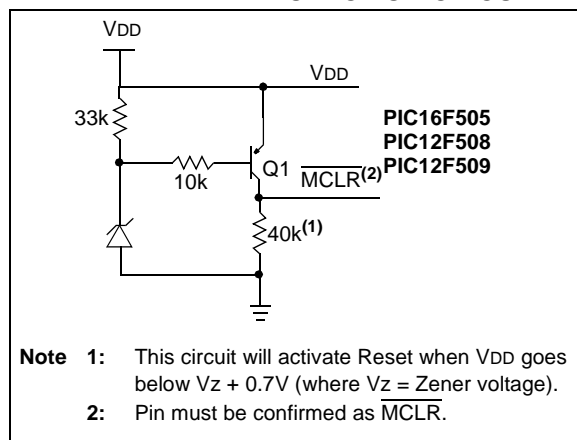 VDD
VDD
33k
PIC16F505
PIC12F508
PIC12F509
Q1
MCLR(2)
10k
40k(1)
Note 1: This circuit will activate Reset when VDD goes
below Vz + 0.7V (where Vz = Zener voltage).
2: Pin must be confirmed as MCLR.